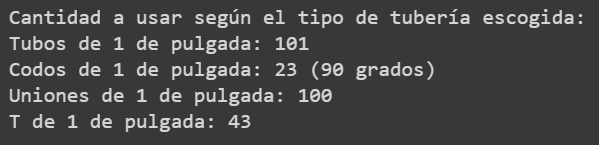 Cantidad a usar según el tipo de tubería escogida:
Tubos de 1 de pulgada: 101
Codos de 1 de pulgada: 23 (90 grados)
Uniones de 1 de pulgada: 100
T de 1 de pulgada: 43